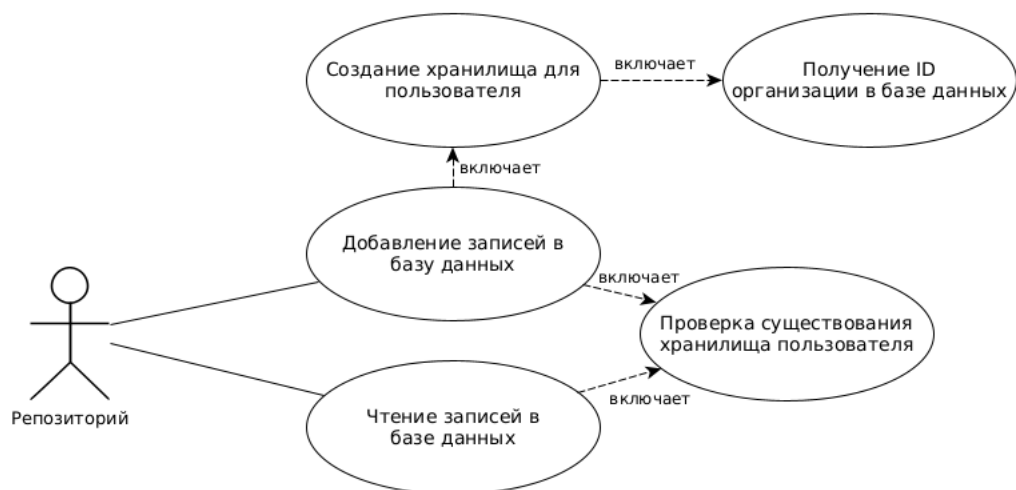 Создание хранилища для
пользователя
включает
Получение ID
организации в базе данных
включает
Добавление записей в
базу данных
включает
Проверка существования
хранилища пользователя
включает
Чтение записей в
базе данных
Репозиторий